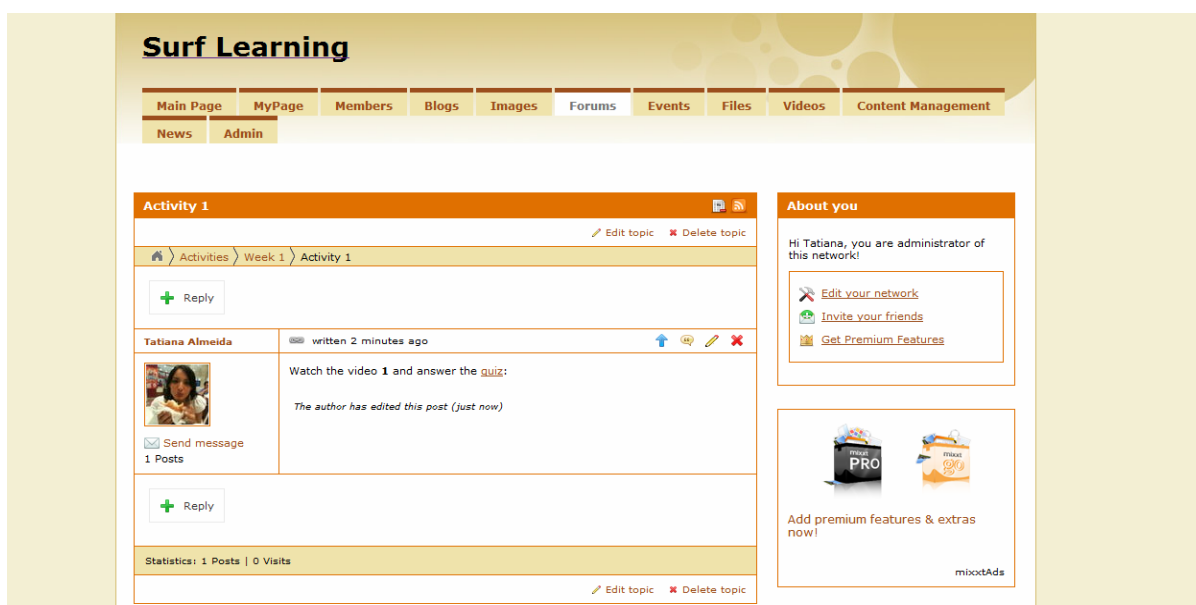 Surf Learning
Main Page MyPage Members Blogs Images Forums Events Files Videos Content Management
News Admin
Activity 1
Edit topic Delete topic
Activities Week 1 Activity 1
Reply
Tatiana Almeida written 2 minutes ago
Watch the video 1 and answer the quiz:
The author has edited this post (just now)
Send message
1 Posts
Reply
Statistics: 1 Posts | 0 Visits
Edit topic Delete topic
About you
Hi Tatiana, you are administrator of
this network!
Edit your network
Invite your friends
Get Premium Features
mixxt
PRO
mixxt
go
Add premium features & extras
now!
mixxtAds